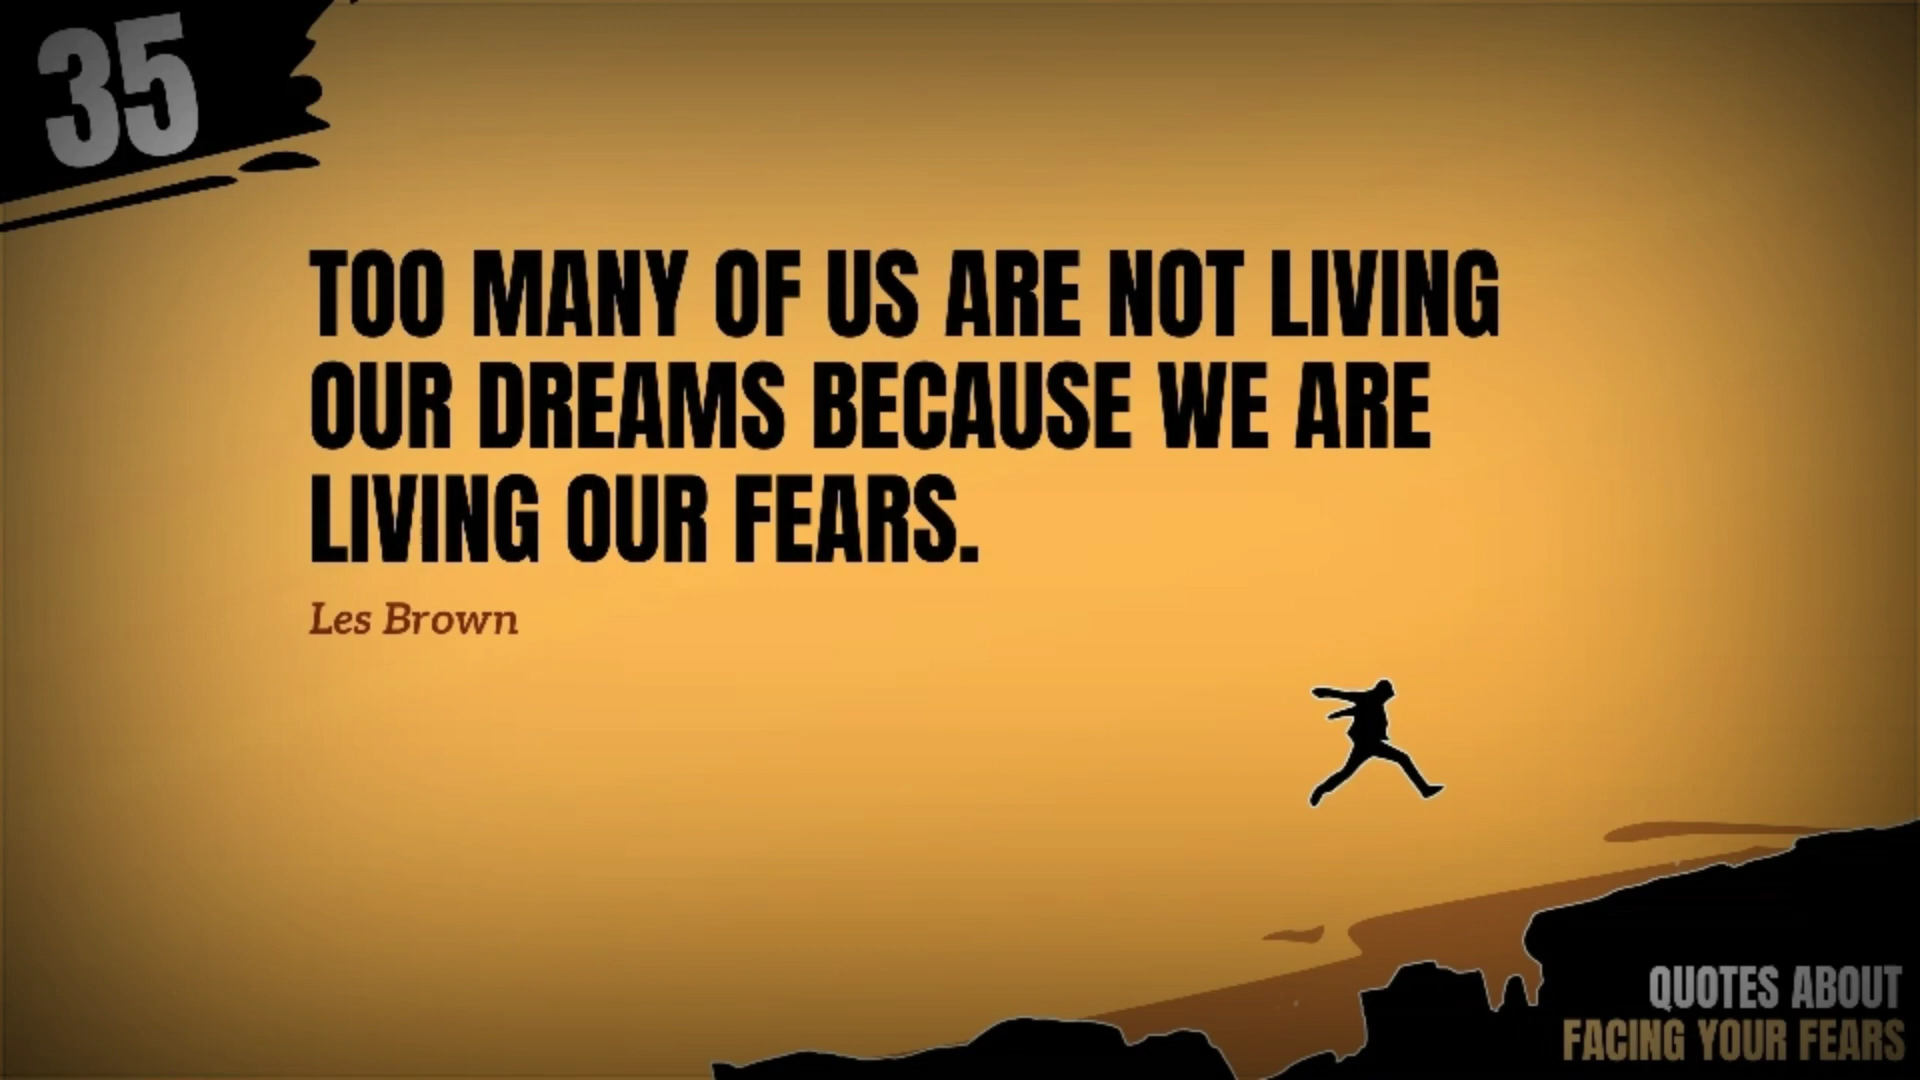 35
TOO MANY OF US ARE NOT LIVING
OUR DREAMS BECAUSE WE ARE
LIVING OUR FEARS.
Les Brown
QUOTES ABOUT
FACING YOUR FEARS